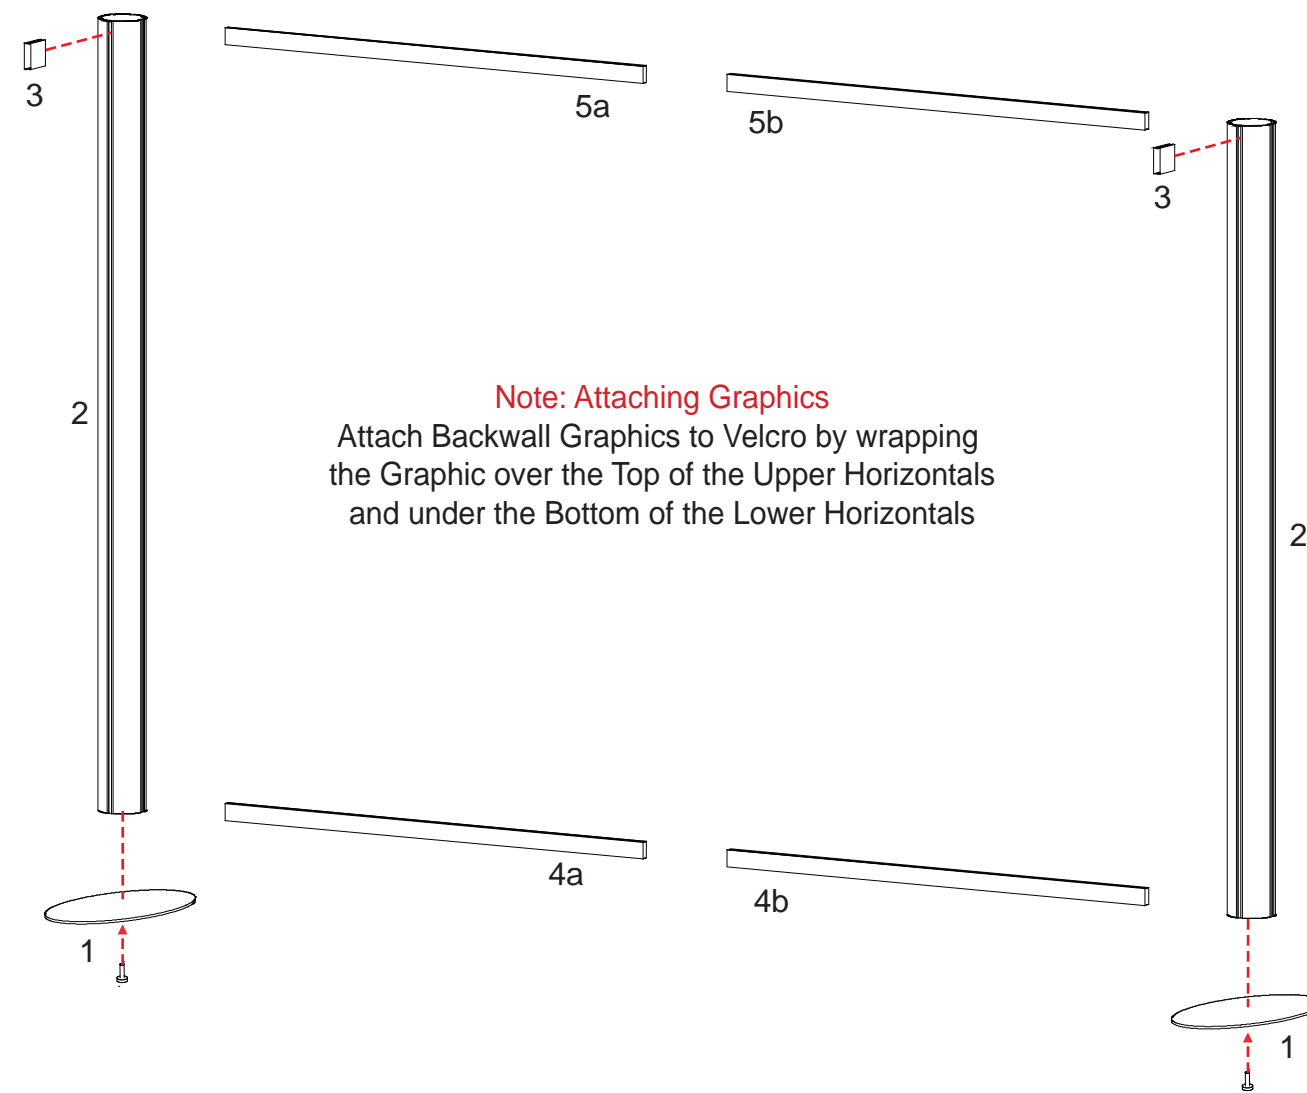 3
5a
5b
3
2
Note: Attaching Graphics
Attach Backwall Graphics to Velcro by wrapping
the Graphic over the Top of the Upper Horizontals
and under the Bottom of the Lower Horizontals
2
4a
4b
1
1